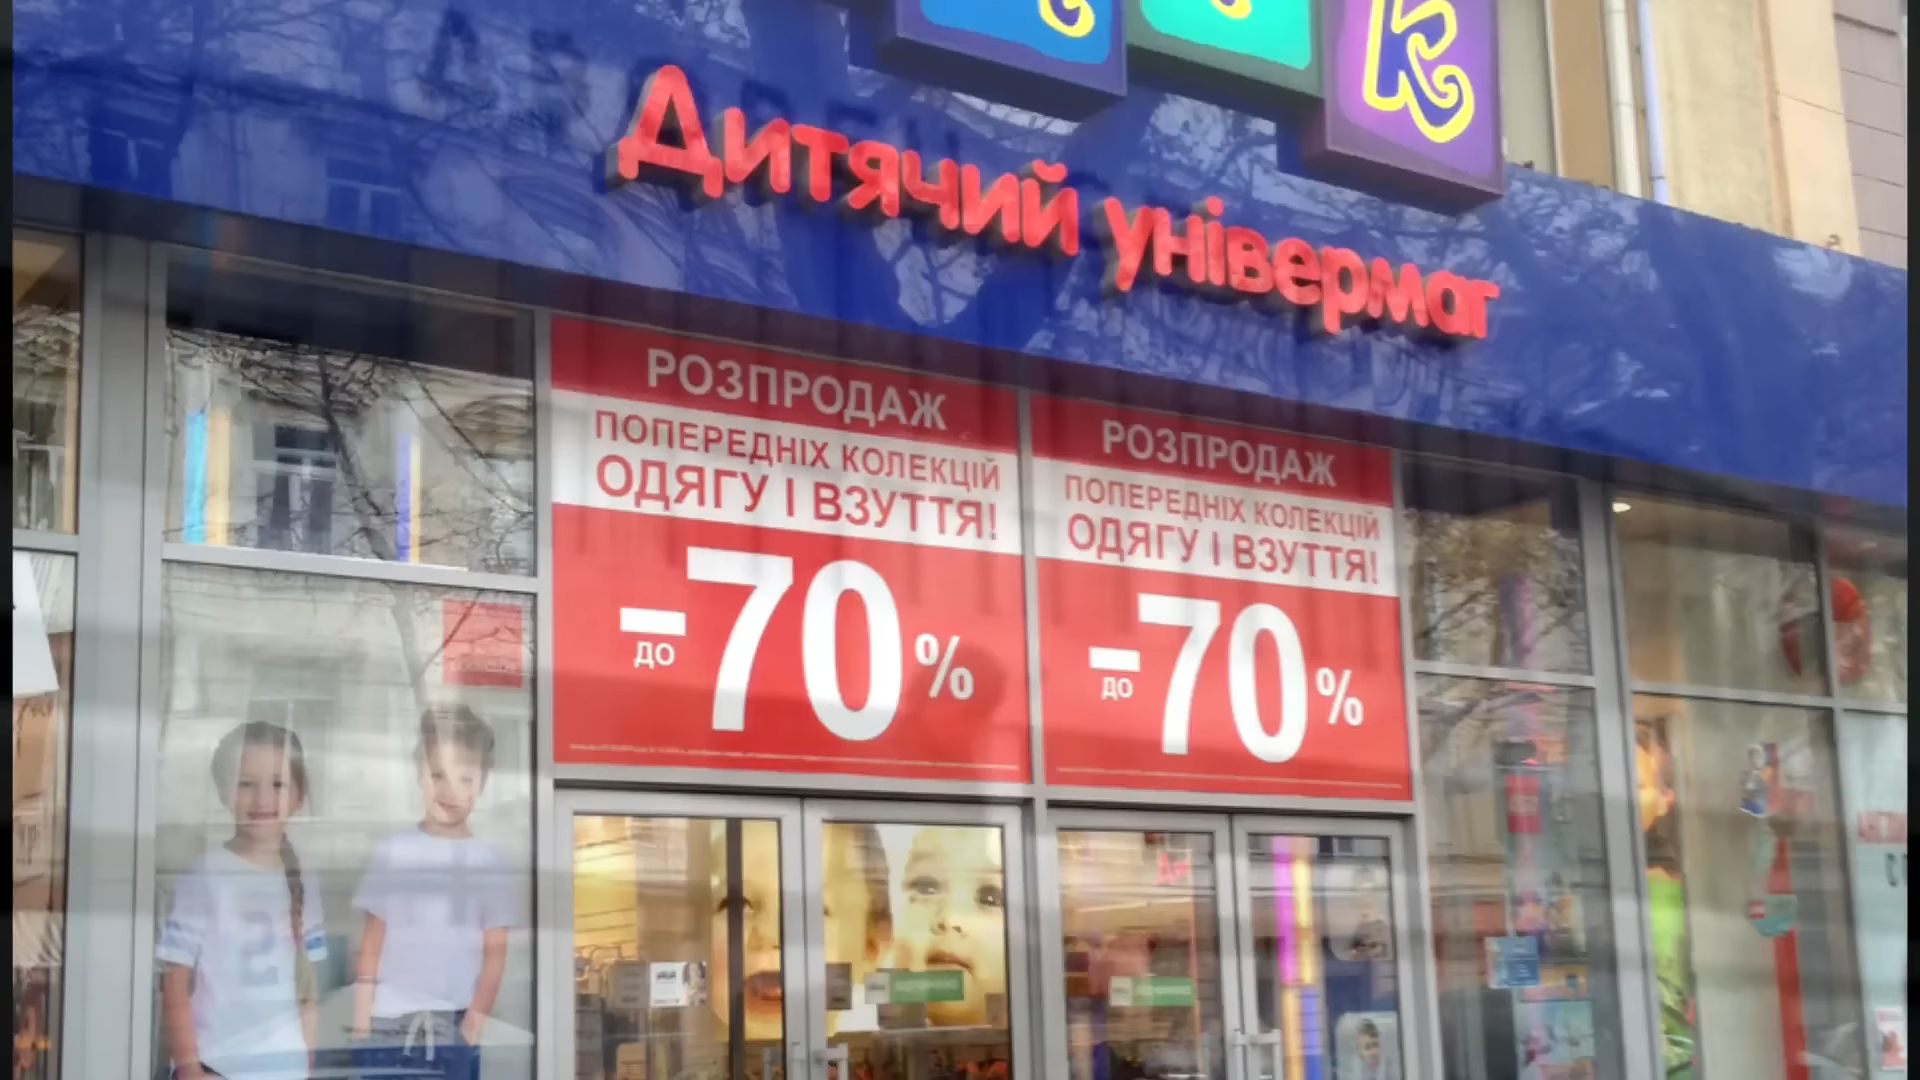 К
Дитячий універмаг
РОЗПРОДАЖ
ПОПЕРЕДНІХ КОЛЕКЦІЙ
ОДЯГУ І ВЗУТТЯ!
до -70%
РОЗПРОДАЖ
ПОПЕРЕДНІХ КОЛЕКЦІЙ
ОДЯГУ І ВЗУТТЯ!
до -70%